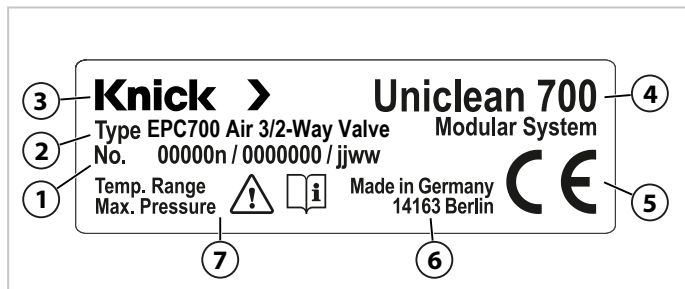 Knick >
Uniclean 700
Modular System
Type EPC700 Air 3/2-Way Valve
No. 00000n / 0000000 / jjww
Temp. Range
Max. Pressure
Made in Germany
14163 Berlin
CE
1
2
3
4
5
6
7